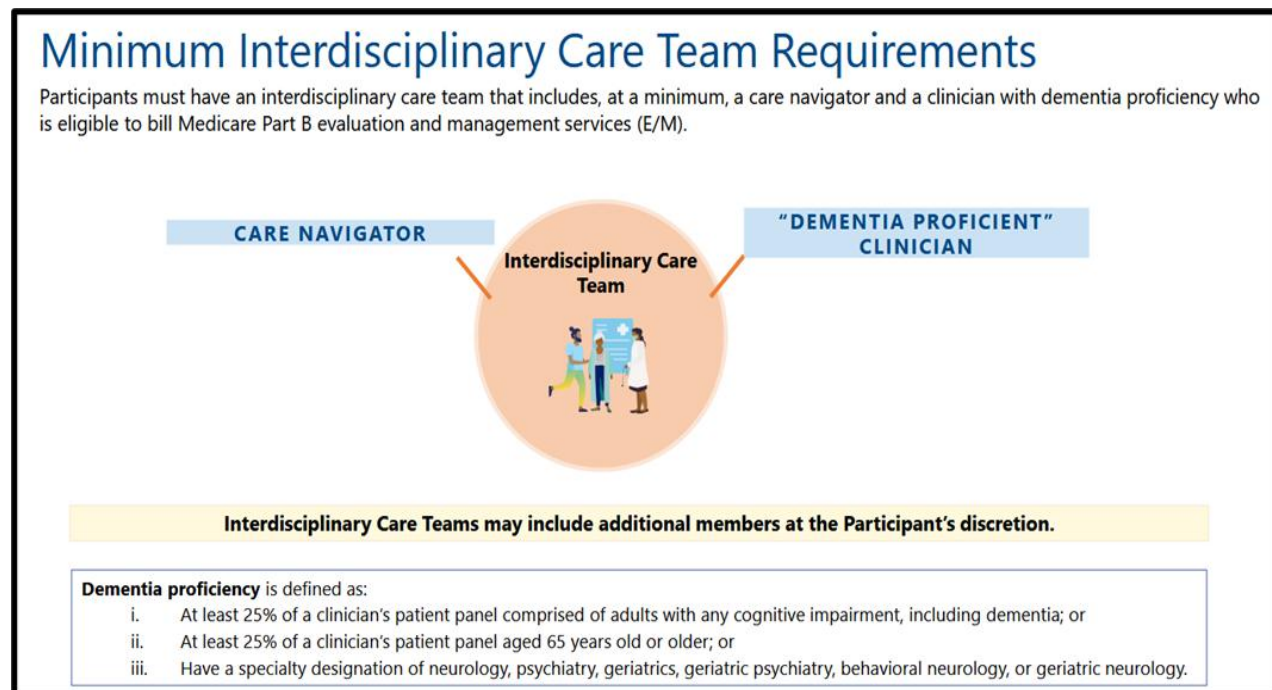 Minimum Interdisciplinary Care Team Requirements
Participants must have an interdisciplinary care team that includes, at a minimum, a care navigator and a clinician with dementia proficiency who
is eligible to bill Medicare Part B evaluation and management services (E/M).
CARE NAVIGATOR
“DEMENTIA PROFICIENT”
CLINICIAN
Interdisciplinary Care
Team
Interdisciplinary Care Teams may include additional members at the Participant’s discretion.
Dementia proficiency is defined as:
i. At least 25% of a clinician’s patient panel comprised of adults with any cognitive impairment, including dementia; or
ii. At least 25% of a clinician’s patient panel aged 65 years old or older; or
iii. Have a specialty designation of neurology, psychiatry, geriatrics, geriatric psychiatry, behavioral neurology, or geriatric neurology.